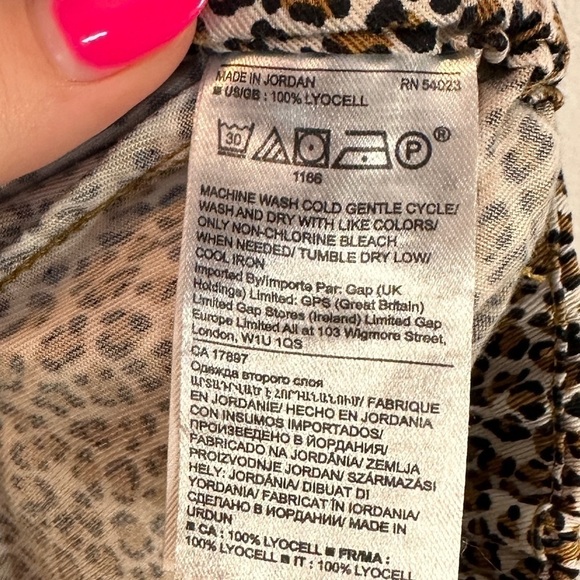 MADE IN JORDAN RN 54023
■ US/GB : 100% LYOCELL
30 P ®
1166
MACHINE WASH COLD GENTLE CYCLE/
WASH AND DRY WITH LIKE COLORS/
ONLY NON-CHLORINE BLEACH
WHEN NEEDED/ TUMBLE DRY LOW/
COOL IRON
Imported By/Importe Par: Gap (UK
Holdings) Limited: GPS (Great Britain)
Limited Gap Stores (Ireland) Limited Gap
Europe Limited All at 103 Wigmore Street,
London, W1U 1QS
CA 17897
Одежда второго слоя
ԱՐՏԱԴՐՎԱԾ Է ՀՈՐԴԱՆԱՆՈՒՄ/ FABRIQUE
EN JORDANIE/ HECHO EN JORDANIA
CON INSUMOS IMPORTADOS/
ПРОИЗВЕДЕНО В ЙОРДАНИЯ/
FABRICADO NA JORDÂNIA/ ZEMLJA
PROIZVODNJE JORDAN/ SZÁRMAZÁSI
HELY: JORDÁNIA/ DIBUAT DI
YORDANIA/ FABRICAT ÎN IORDANIA/
СДЕЛАНО В ИОРДАНИИ/ MADE IN
URDUN
■ CA : 100% LYOCELL ■ FR/MA :
100% LYOCELL ■ IT : 100% LYOCELL